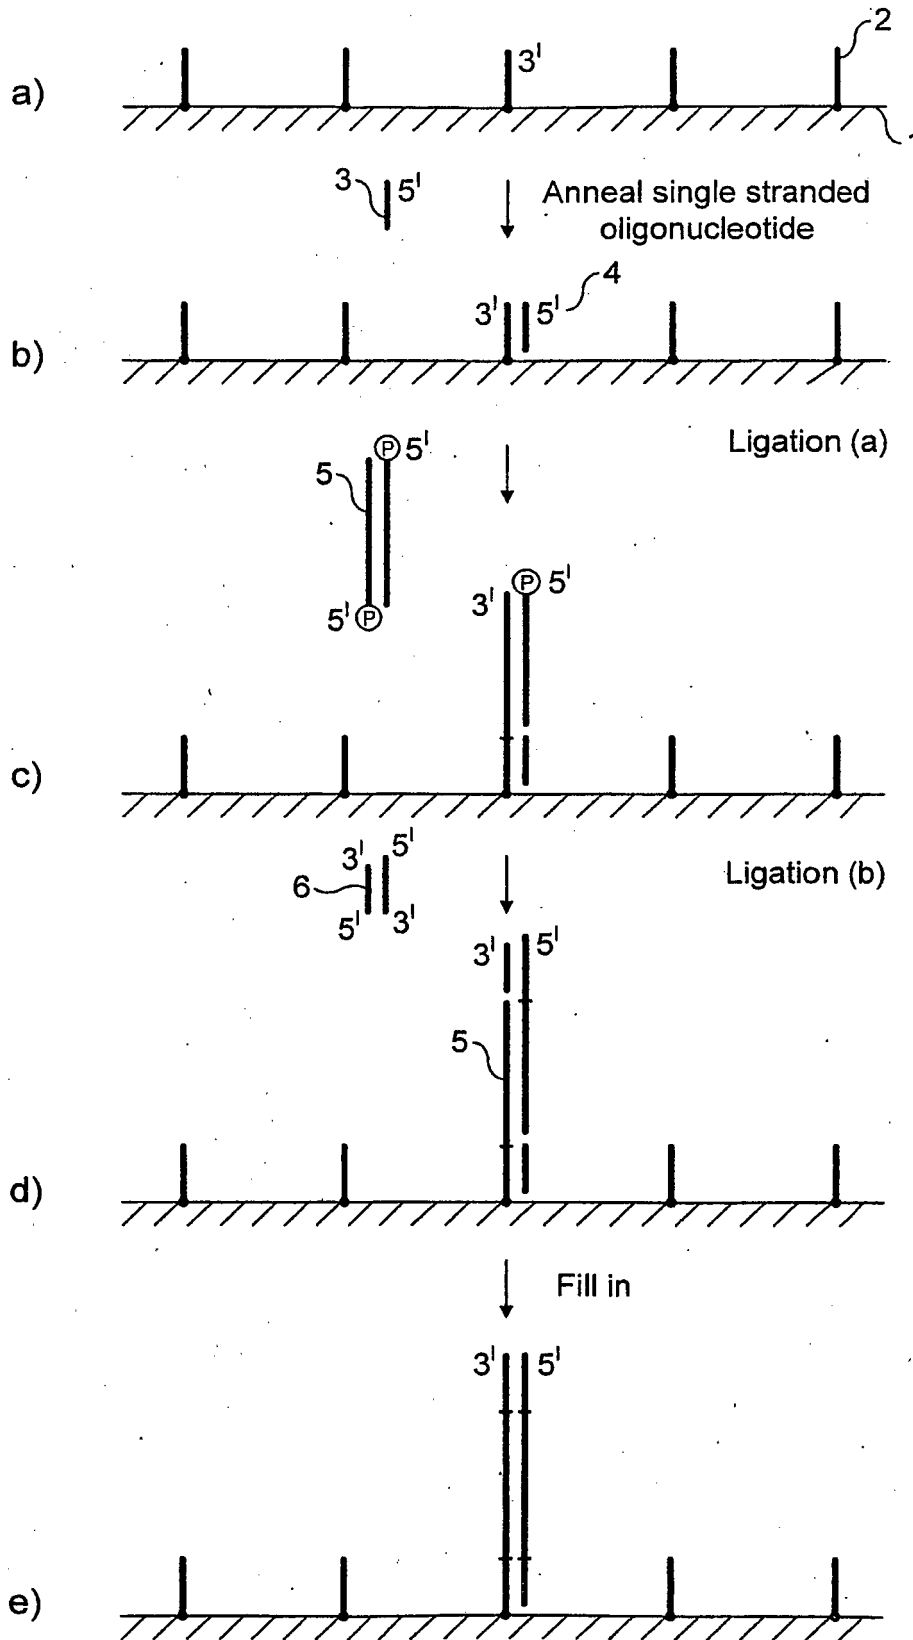 2
3'
a)
3
5'
Anneal single stranded
oligonucleotide
4
3'
5'
b)
Ligation (a)
P
5'
5
P
5'
3'
5'
P
c)
3'
5'
6
Ligation (b)
5'
3'
3'
5'
5
d)
Fill in
3'
5'
e)